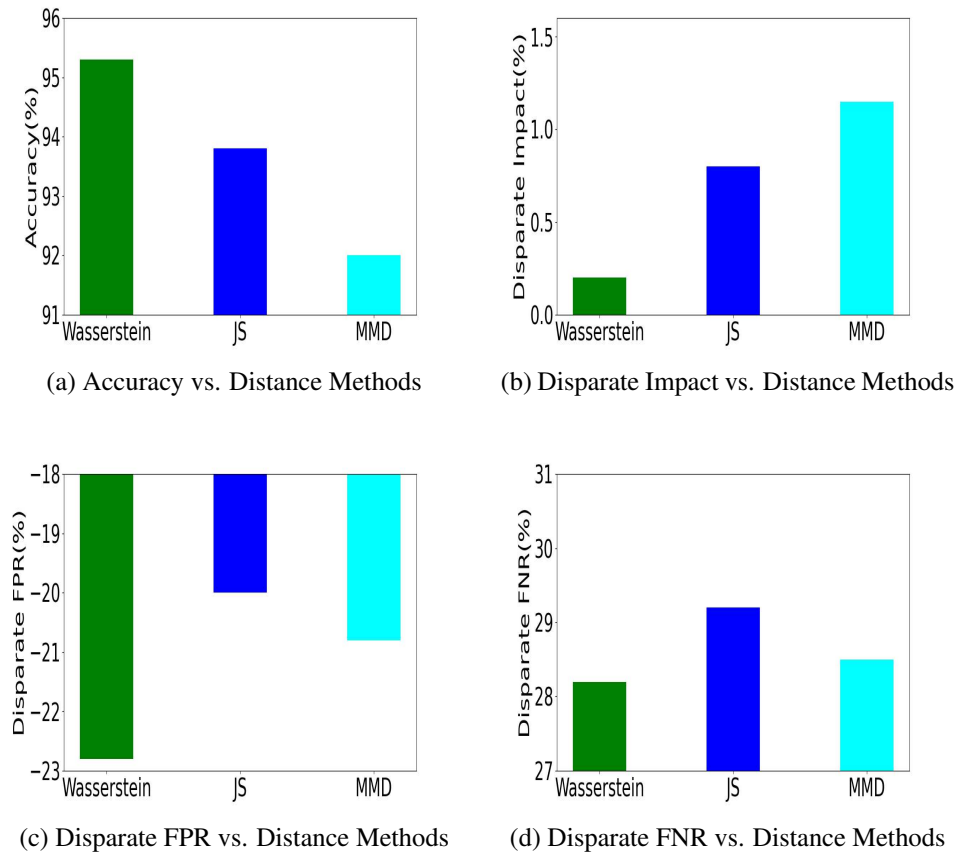 Accuracy(%)
96
95
94
93
92
91
Wasserstein JS MMD
(a) Accuracy vs. Distance Methods
Disparate Impact(%)
1.5
1.0
0.5
0.0
Wasserstein JS MMD
(b) Disparate Impact vs. Distance Methods
Disparate FPR(%)
−18
−19
−20
−21
−22
−23
Wasserstein JS MMD
(c) Disparate FPR vs. Distance Methods
Disparate FNR(%)
31
30
29
28
27
Wasserstein JS MMD
(d) Disparate FNR vs. Distance Methods